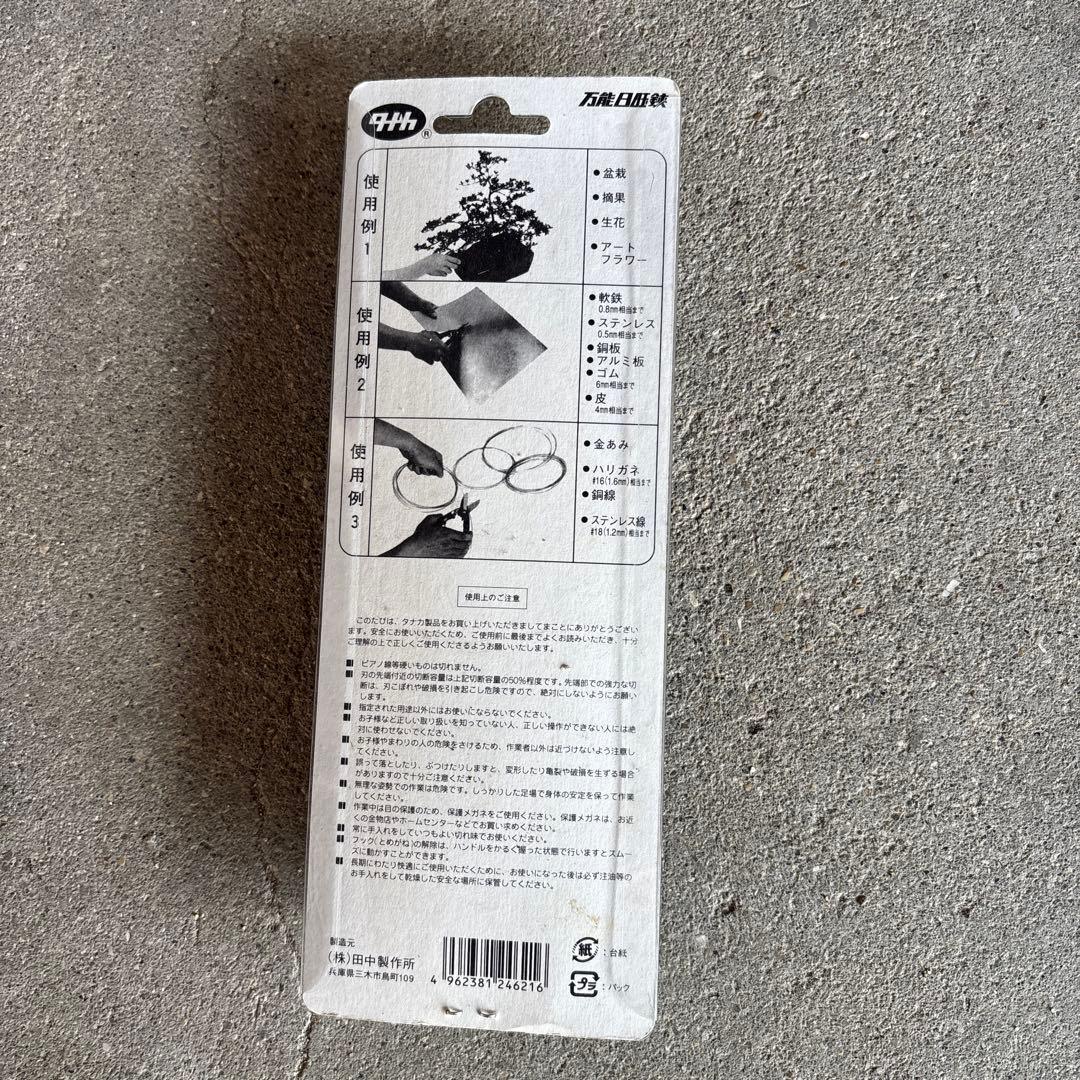 タナカ®
万能日任鋏
使用例1
●盆栽
●摘果
●生花
●アート
フラワー
使用例2
●軟鉄
0.8mm相当まで
●ステンレス
0.5mm相当まで
●銅板
●アルミ板
●ゴム
6mm相当まで
●皮
4mm相当まで
使用例3
●金あみ
●ハリガネ
#16(1.6mm)相当まで
●銅線
●ステンレス線
#18(1.2mm)相当まで
使用上のご注意
このたびは、タナカ製品をお買い上げいただきましてまことにありがとうござい
ます。安全にお使いいただくため、ご使用前に最後までよくお読みいただき、十分
ご理解の上で正しくご使用くださるようお願いいたします。
ピアノ線等硬いものは切れません。
刃の先端付近の切断容量は上記切断容量の50%程度です。先端部での強力な切
断は、刃こぼれや破損を引き起こし危険ですので、絶対にしないようにお願い
します。
指定された用途以外にはお使いにならないでください。
お子様など正しい取り扱いを知っていない人、正しい操作ができない人には絶
対に使わせないでください。
お子様やまわりの人の危険をさけるため、作業者以外は近づけないよう注意し
てください。
誤って落としたり、ぶつけたりしますと、変形したり亀裂や破損を生ずる場合
がありますので十分ご注意ください。
無理な姿勢での作業は危険です。しっかりした足場で身体の安定を保って作業
してください。
作業中は目の保護のため、保護メガネをご使用ください。保護メガネは、お近
くの金物店やホームセンターなどでお買い求めください。
常に手入れをしていつもよい切れ味でお使いください。
フック(とめがね)の解除は、ハンドルをかるく握った状態で行いますとスムー
ズに動かすことができます。
長期にわたり快適にご使用いただくために、お使いになった後は必ず注油等の
お手入れをして乾燥した安全な場所に保管してください。
製造元
(株)田中製作所
兵庫県三木市鳥町109
4 962381 246216
紙:台紙
プラ:パック